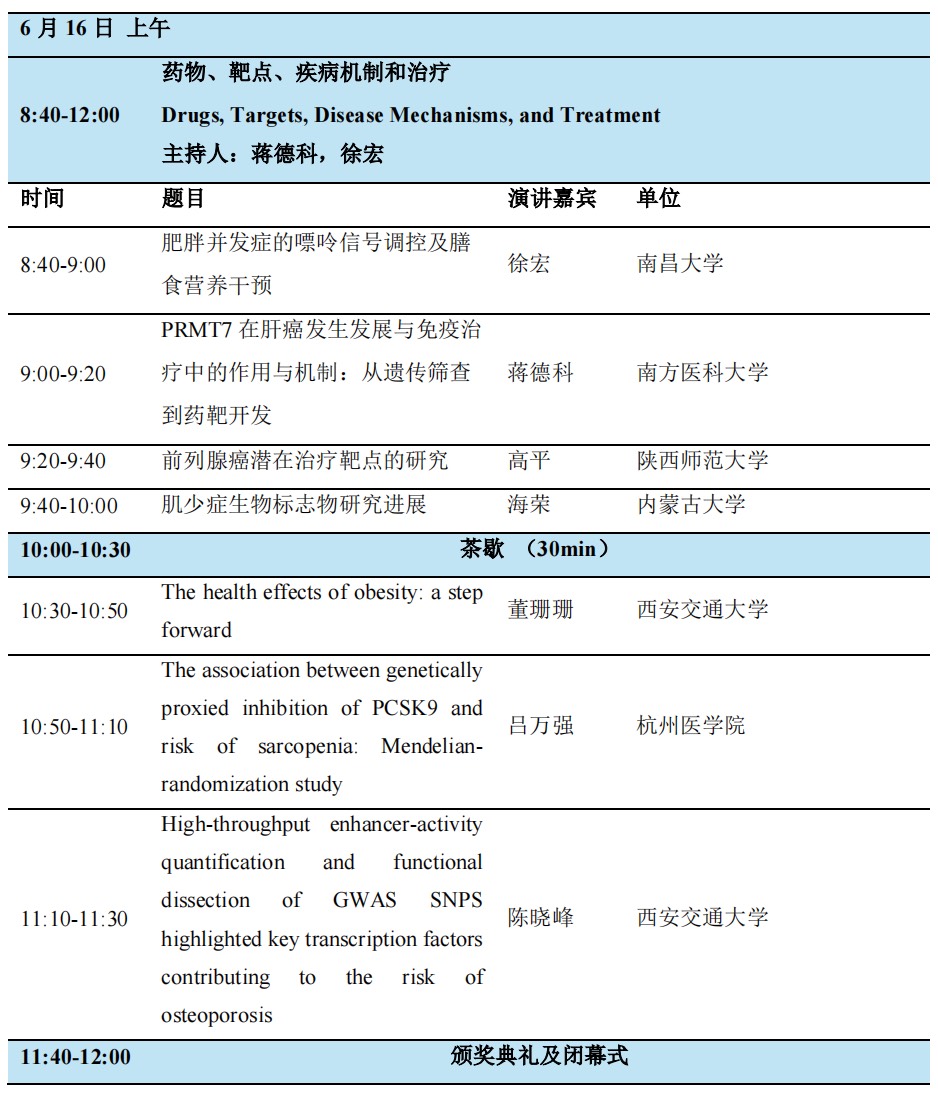 6 月 16 日 上午
药物、靶点、疾病机制和治疗
8:40-12:00
Drugs, Targets, Disease Mechanisms, and Treatment
主持人：蒋德科，徐宏
时间 题目 演讲嘉宾 单位
肥胖并发症的嘌呤信号调控及膳
8:40-9:00 徐宏 南昌大学
食营养干预
PRMT7 在肝癌发生发展与免疫治
9:00-9:20 疗中的作用与机制：从遗传筛查 蒋德科 南方医科大学
到药靶开发
9:20-9:40 前列腺癌潜在治疗靶点的研究 高平 陕西师范大学
9:40-10:00 肌少症生物标志物研究进展 海荣 内蒙古大学
10:00-10:30 茶歇 （30min）
The health effects of obesity: a step
10:30-10:50 董珊珊 西安交通大学
forward
The association between genetically
proxied inhibition of PCSK9 and
10:50-11:10 吕万强 杭州医学院
risk of sarcopenia: Mendelian-
randomization study
High-throughput enhancer-activity
quantification and functional
dissection of GWAS SNPS
11:10-11:30 陈晓峰 西安交通大学
highlighted key transcription factors
contributing to the risk of
osteoporosis
11:40-12:00 颁奖典礼及闭幕式